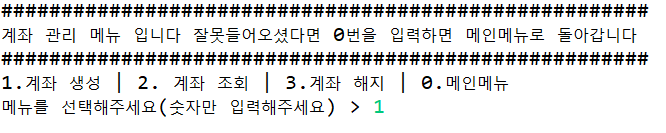 ######################################################
계좌 관리 메뉴 입니다 잘못들어오셨다면 0번을 입력하면 메인메뉴로 돌아갑니다
######################################################
1.계좌 생성 | 2. 계좌 조회 | 3.계좌 해지 | 0.메인메뉴
메뉴를 선택해주세요(숫자만 입력해주세요) > 1